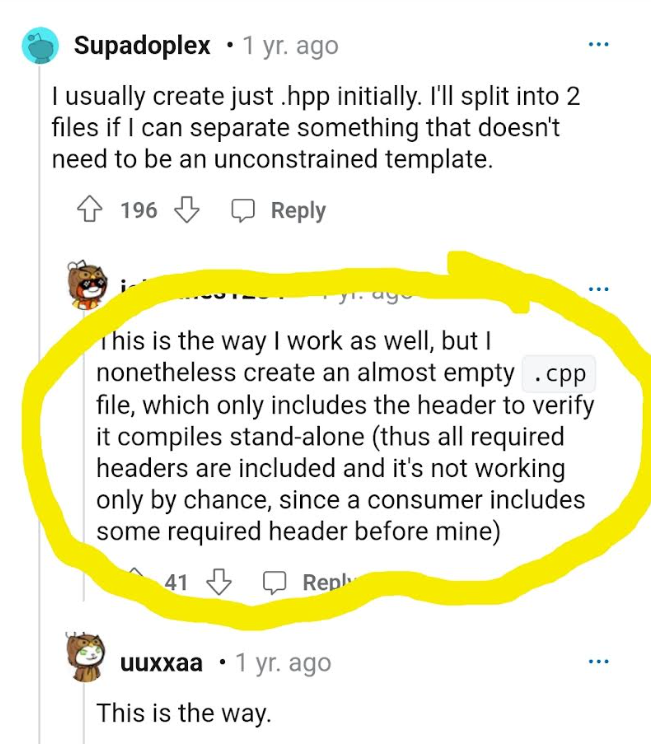 Supadoplex • 1 yr. ago
I usually create just .hpp initially. I'll split into 2
files if I can separate something that doesn't
need to be an unconstrained template.
196 Reply
1 yr. ago
This is the way I work as well, but I
nonetheless create an almost empty .cpp
file, which only includes the header to verify
it compiles stand-alone (thus all required
headers are included and it's not working
only by chance, since a consumer includes
some required header before mine)
41 Reply
uuxxaa • 1 yr. ago
This is the way.